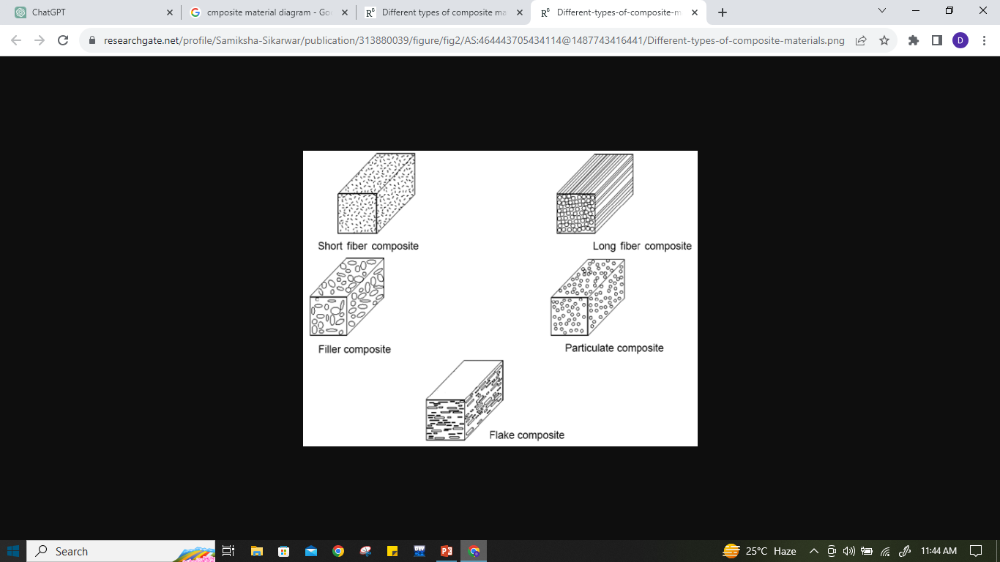 ChatGPT
cmposite material diagram - Goo
Different types of composite ma
Different-types-of-composite-m
researchgate.net/profile/Samiksha-Sikarwar/publication/313880039/figure/fig2/AS:464443705434114@1487743416441/Different-types-of-composite-materials.png
D
Short fiber composite
Long fiber composite
Filler composite
Particulate composite
Flake composite
Search
25°C Haze
11:44 AM